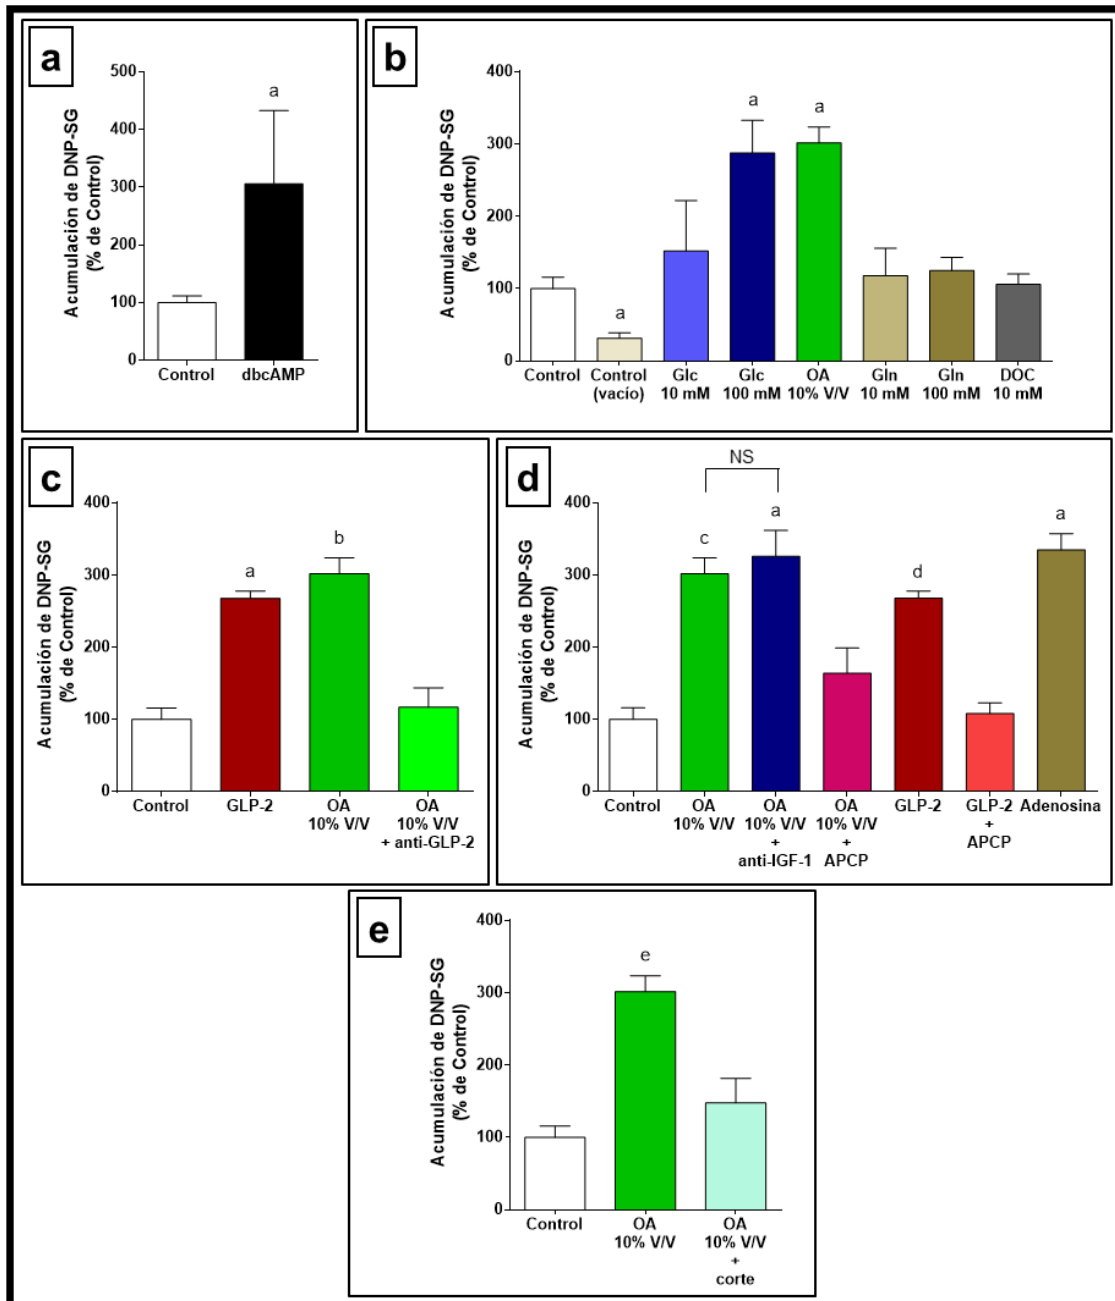 a
Acumulación de DNP-SG
(% de Control)
500
400
300
200
100
0
a
Control
dbcAMP
b
Acumulación de DNP-SG
(% de Control)
400
300
200
100
0
a
a
a
Control
Control
(vacío)
Glc
10 mM
Glc
100 mM
OA
10% V/V
Gln
10 mM
Gln
100 mM
DOC
10 mM
c
Acumulación de DNP-SG
(% de Control)
400
300
200
100
0
a
b
Control
GLP-2
OA
10% V/V
OA
10% V/V
+ anti-GLP-2
d
Acumulación de DNP-SG
(% de Control)
400
300
200
100
0
NS
c
a
d
a
Control
OA
10% V/V
OA
10% V/V
+
anti-IGF-1
OA
10% V/V
+
APCP
GLP-2
GLP-2
+
APCP
Adenosina
e
Acumulación de DNP-SG
(% de Control)
400
300
200
100
0
e
Control
OA
10% V/V
OA
10% V/V
+
corte